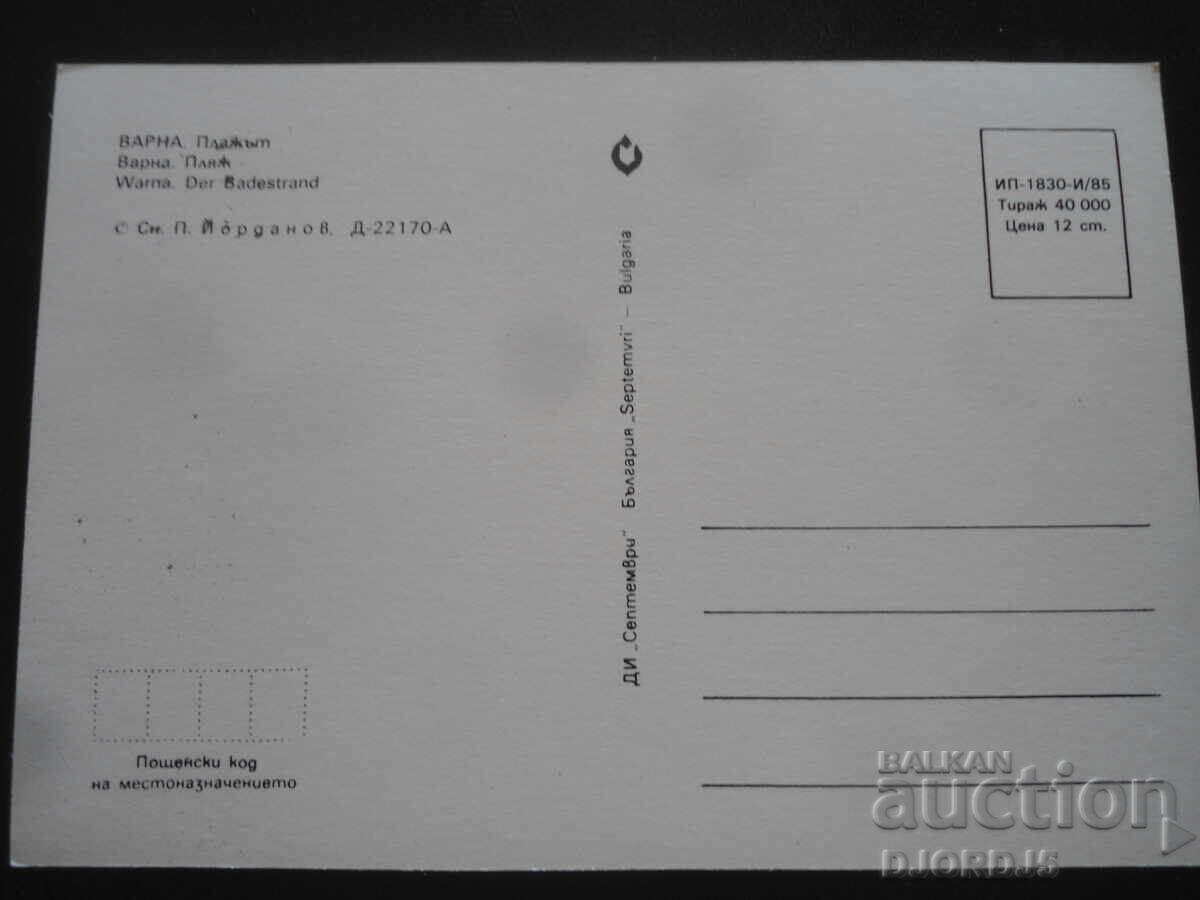 ВАРНА. Плажът
Варна. Пляж
Warna. Der Badestrand
© Сн. П. Йорданов, Д-22170-А
ДИ „Септември" България „Septemvri" – Bulgaria
ИП-1830-И/85
Тираж 40 000
Цена 12 ст.
Пощенски код
на местоназначението
BALKAN
auction
DJORDJ5